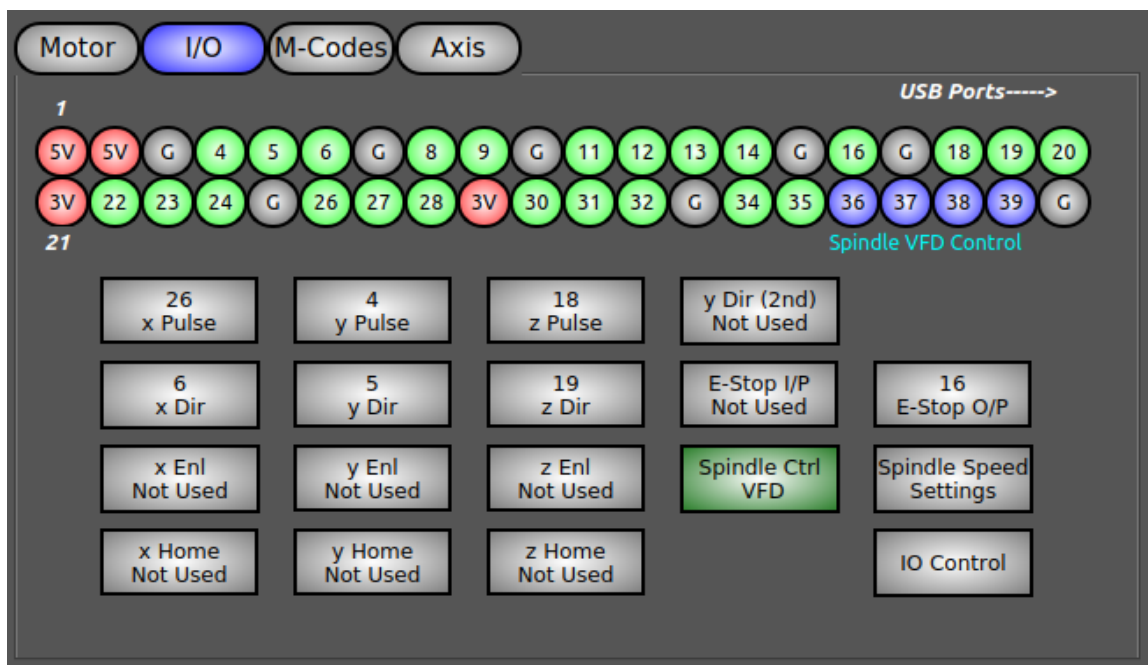 Motor I/O M-Codes Axis
USB Ports----->
1
5V 5V G 4 5 6 G 8 9 G 11 12 13 14 G 16 G 18 19 20
3V 22 23 24 G 26 27 28 3V 30 31 32 G 34 35 36 37 38 39 G
21
Spindle VFD Control
26
x Pulse
4
y Pulse
18
z Pulse
y Dir (2nd)
Not Used
6
x Dir
5
y Dir
19
z Dir
E-Stop I/P
Not Used
16
E-Stop O/P
x Enl
Not Used
y Enl
Not Used
z Enl
Not Used
Spindle Ctrl
VFD
Spindle Speed
Settings
x Home
Not Used
y Home
Not Used
z Home
Not Used
IO Control